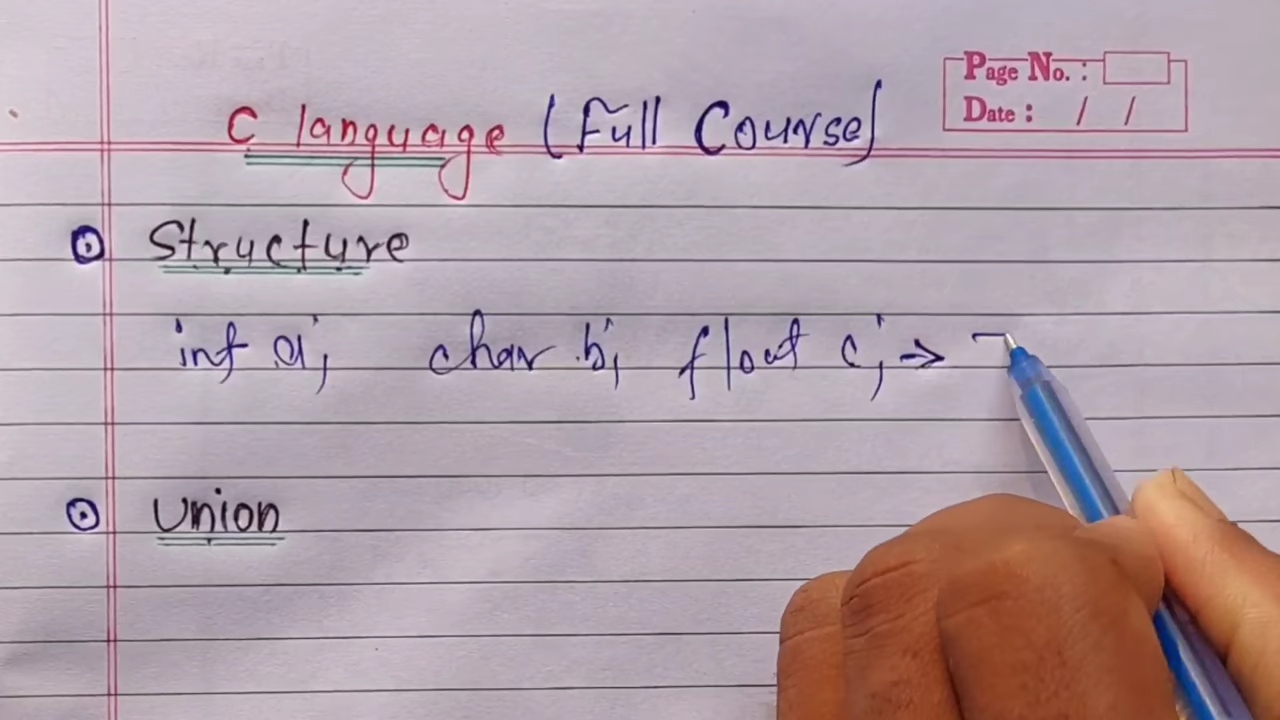 Page No. :
Date : / /
C language (Full Course)
Structure
int a; char b; float c; →
Union